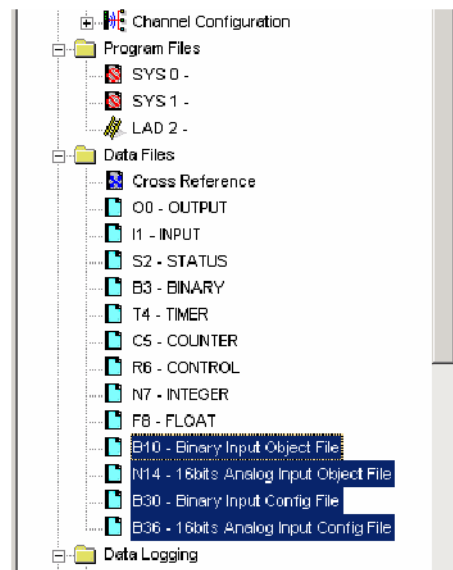 Channel Configuration
Program Files
SYS 0 -
SYS 1 -
LAD 2 -
Data Files
Cross Reference
O0 - OUTPUT
I1 - INPUT
S2 - STATUS
B3 - BINARY
T4 - TIMER
C5 - COUNTER
R6 - CONTROL
N7 - INTEGER
F8 - FLOAT
B10 - Binary Input Object File
N14 - 16bits Analog Input Object File
B30 - Binary Input Config File
B36 - 16bits Analog Input Config File
Data Logging